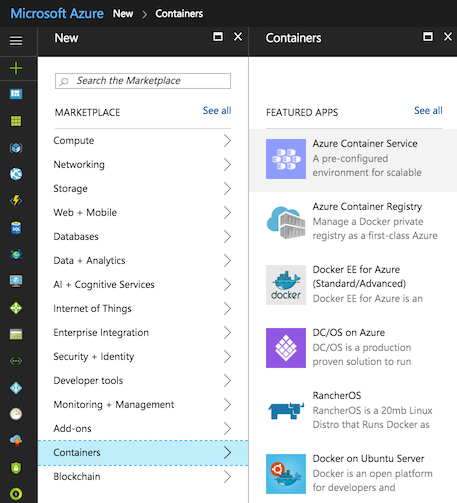 Microsoft Azure New > Containers
New
Search the Marketplace
MARKETPLACE
See all
Compute
Networking
Storage
Web + Mobile
Databases
Data + Analytics
AI + Cognitive Services
Internet of Things
Enterprise Integration
Security + Identity
Developer tools
Monitoring + Management
Add-ons
Containers
Blockchain
Containers
FEATURED APPS
See all
Azure Container Service
A pre-configured
environment for scalable
Azure Container Registry
Manage a Docker private
registry as a first-class Azure
docker
Docker EE for Azure
(Standard/Advanced)
Docker EE for Azure is an
DC/OS on Azure
DC/OS is a production
proven solution to run
RancherOS
RancherOS is a 20mb Linux
Distro that Runs Docker as
Docker on Ubuntu Server
Docker is an open platform
for developers and